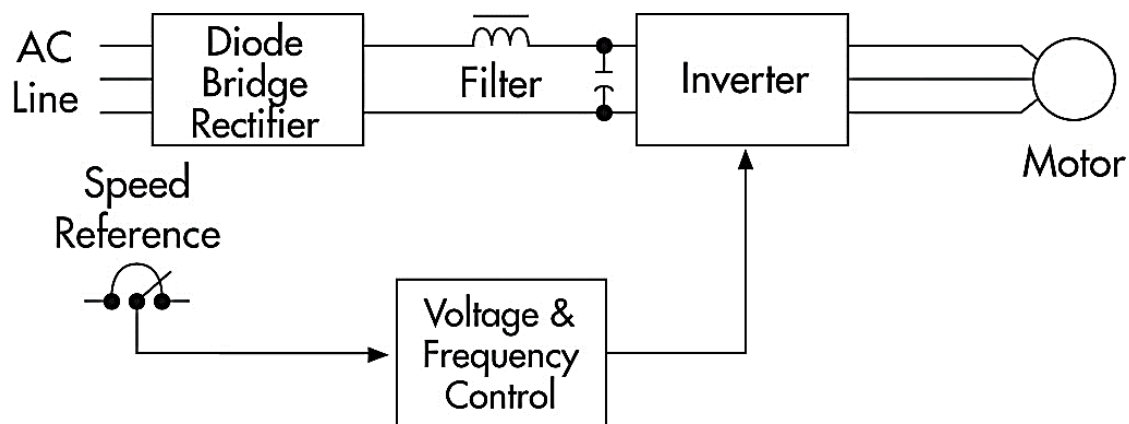 AC
Line
Diode
Bridge
Rectifier
Filter
Inverter
Motor
Speed
Reference
Voltage &
Frequency
Control